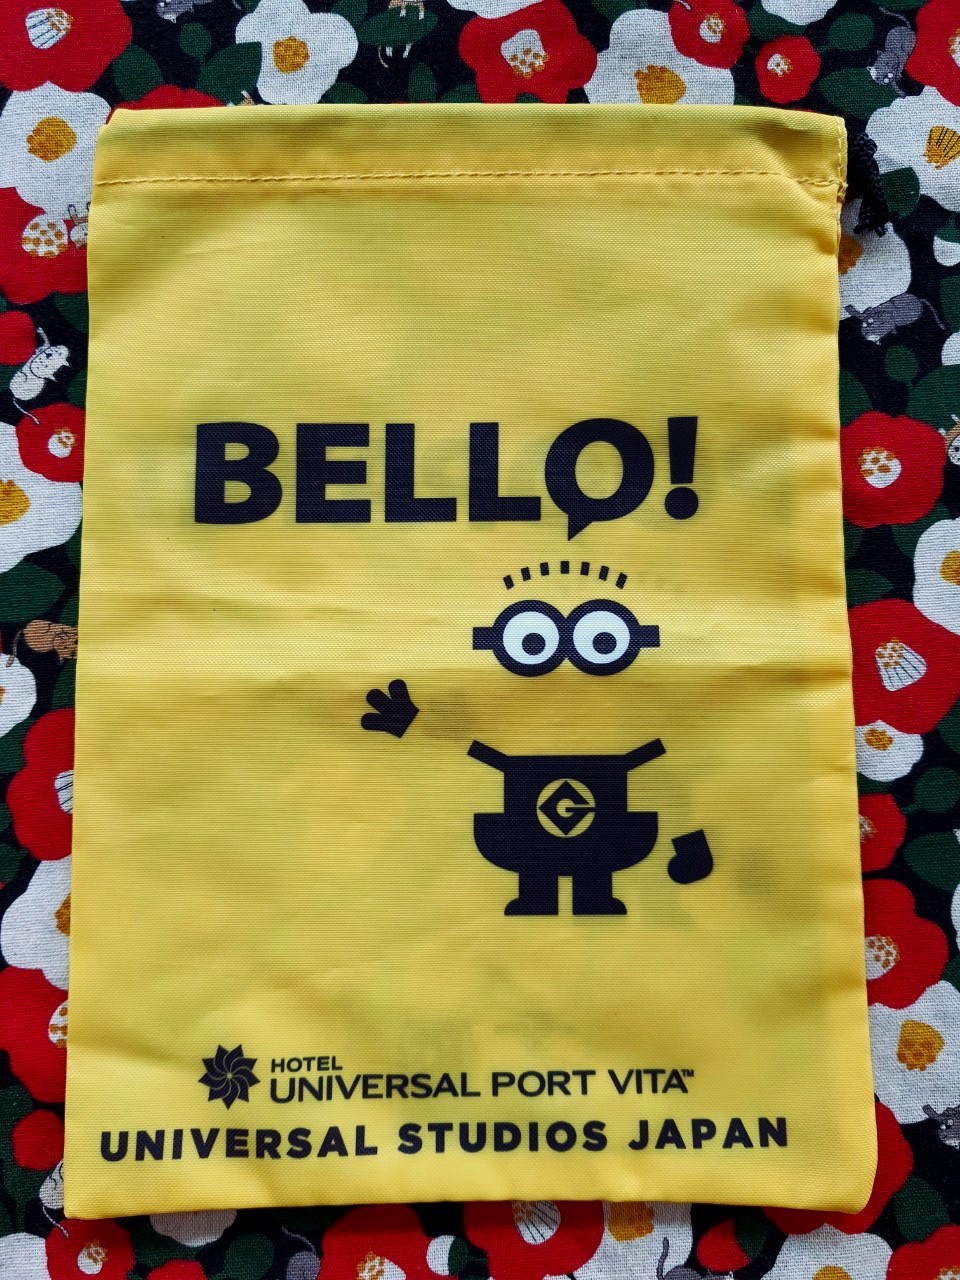 BELLO!
G
HOTEL
UNIVERSAL PORT VITA™
UNIVERSAL STUDIOS JAPAN